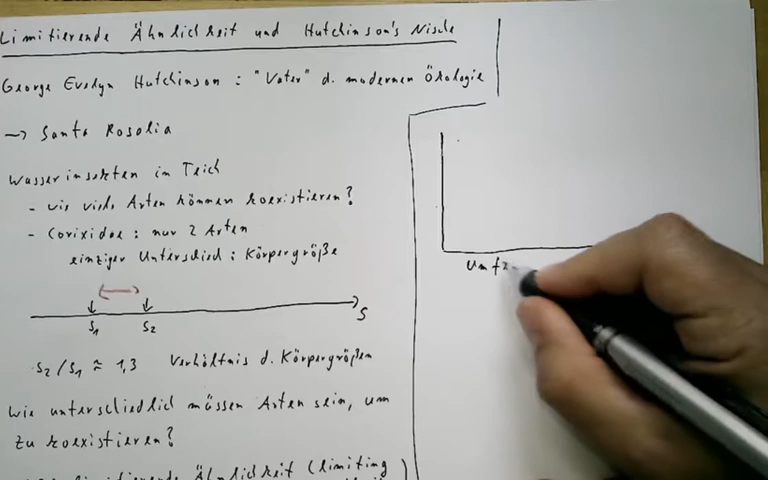 Limitierende Ähnlichkeit und Hutchinson's Nische
George Evelyn Hutchinson : "Vater" d. modernen Ökologie
→ Santa Rosalia
Wasserinsekten in Teich
- wie viele Arten können koexistieren?
- Corixidae : nur 2 Arten
einziger Unterschied : Körpergröße
S1 S2 S
S2/S1 ≈ 1,3 Verhältnis d. Körpergrößen
Wie unterschiedlich müssen Arten sein, um
zu koexistieren?
Ähnlichkeit (limiting
Umf